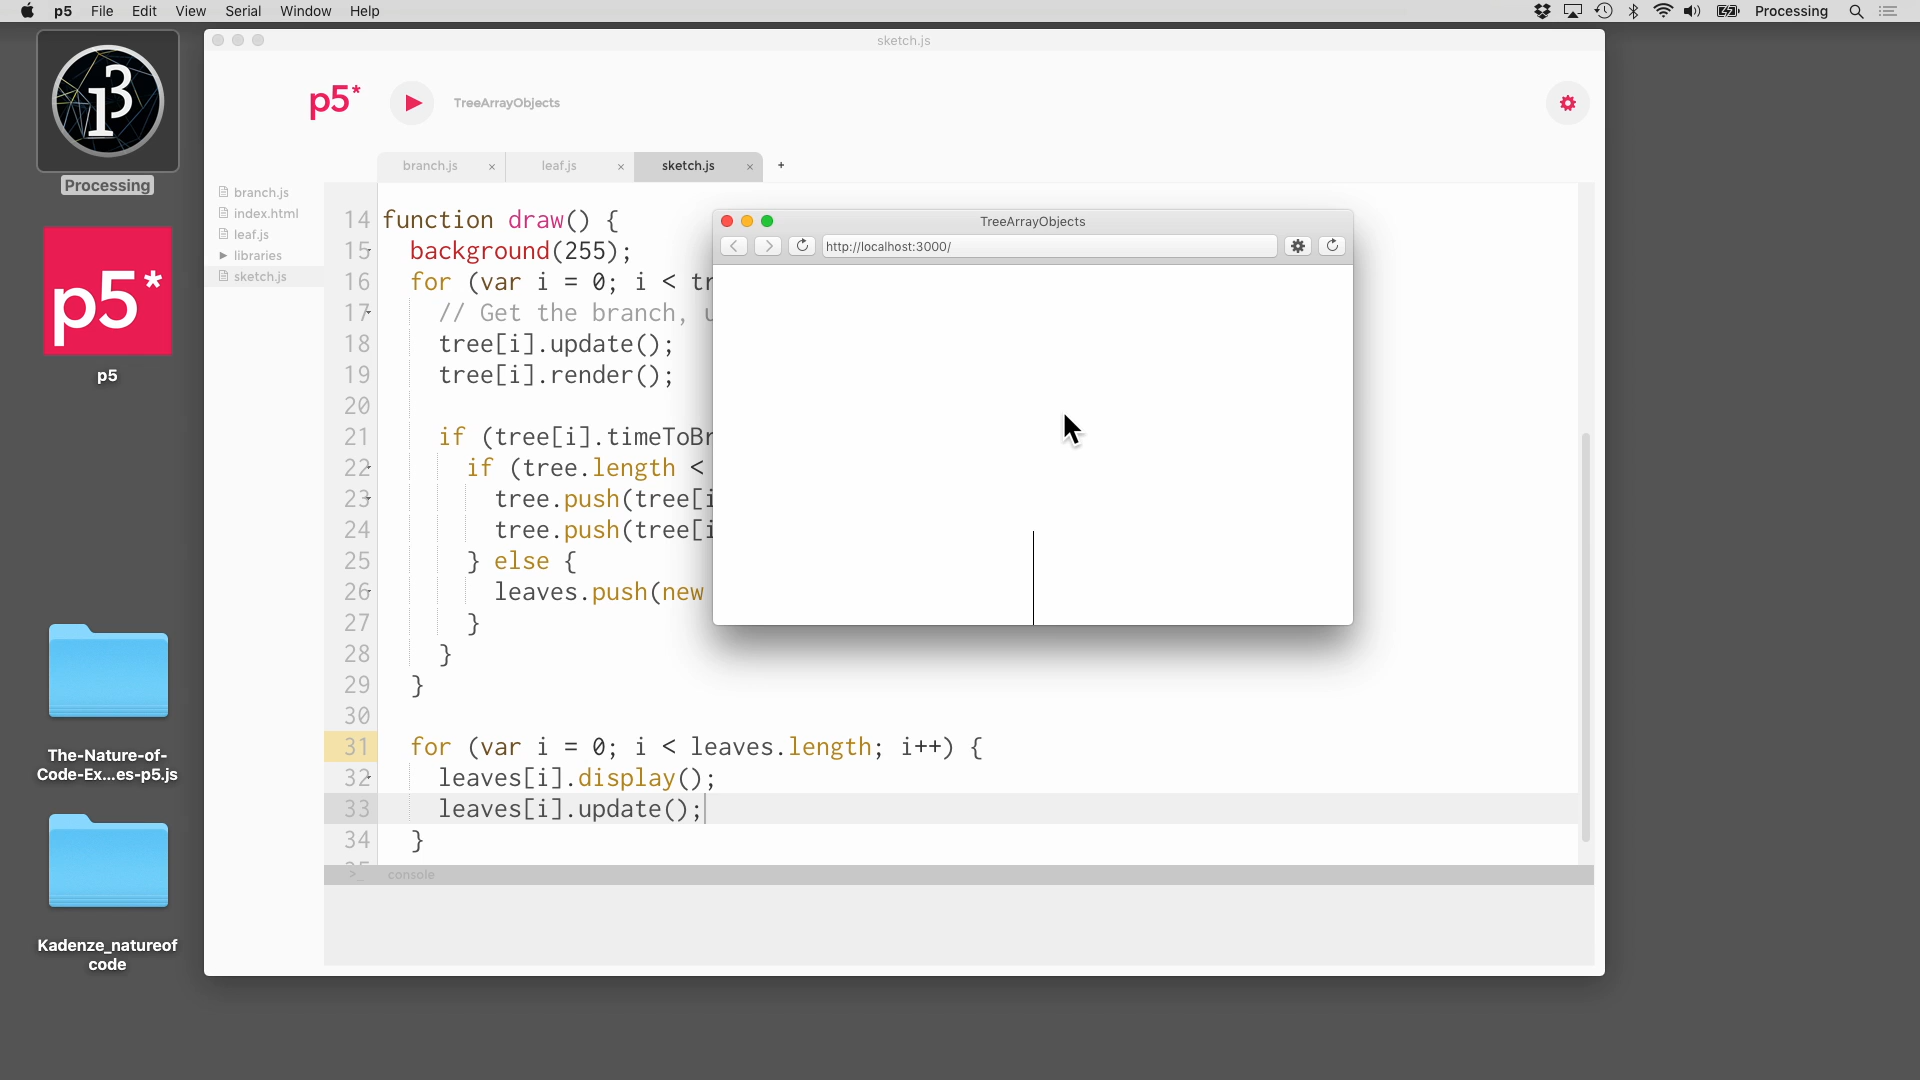 p5 File Edit View Serial Window Help Processing
sketch.js
Processing
p5*
p5
The-Nature-of-
Code-Ex...es-p5.js
Kadenze_natureof
code
p5* TreeArrayObjects
branch.js × leaf.js × sketch.js × +
branch.js
index.html
leaf.js
libraries
sketch.js
14 function draw() {
15 background(255);
16 for (var i = 0; i < tr
17 // Get the branch, u
18 tree[i].update();
19 tree[i].render();
20
21 if (tree[i].timeToBr
22 if (tree.length <
23 tree.push(tree[i
24 tree.push(tree[i
25 } else {
26 leaves.push(new
27 }
28 }
29 }
30
31 for (var i = 0; i < leaves.length; i++) {
32 leaves[i].display();
33 leaves[i].update();
34 }
>_ console
TreeArrayObjects
http://localhost:3000/